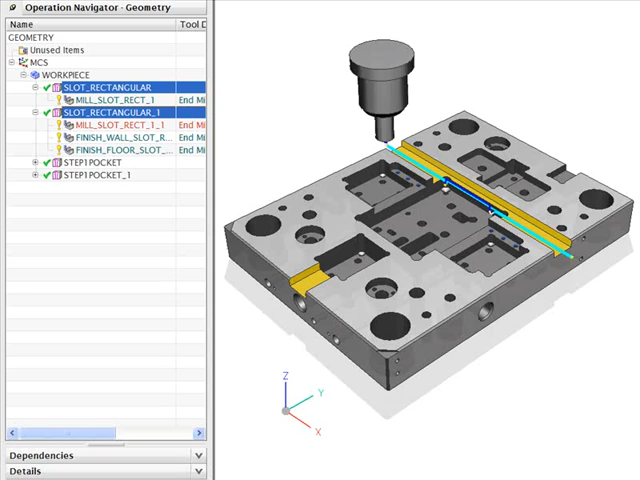 Operation Navigator - Geometry
Name
Tool D
GEOMETRY
Unused Items
MCS
WORKPIECE
SLOT_RECTANGULAR
MILL_SLOT_RECT_1 End Mi
SLOT_RECTANGULAR_1
MILL_SLOT_RECT_1_1 End Mi
FINISH_WALL_SLOT_R... End Mi
FINISH_FLOOR_SLOT_... End Mi
STEP1POCKET
STEP1POCKET_1
Dependencies
Details
Z
Y
X